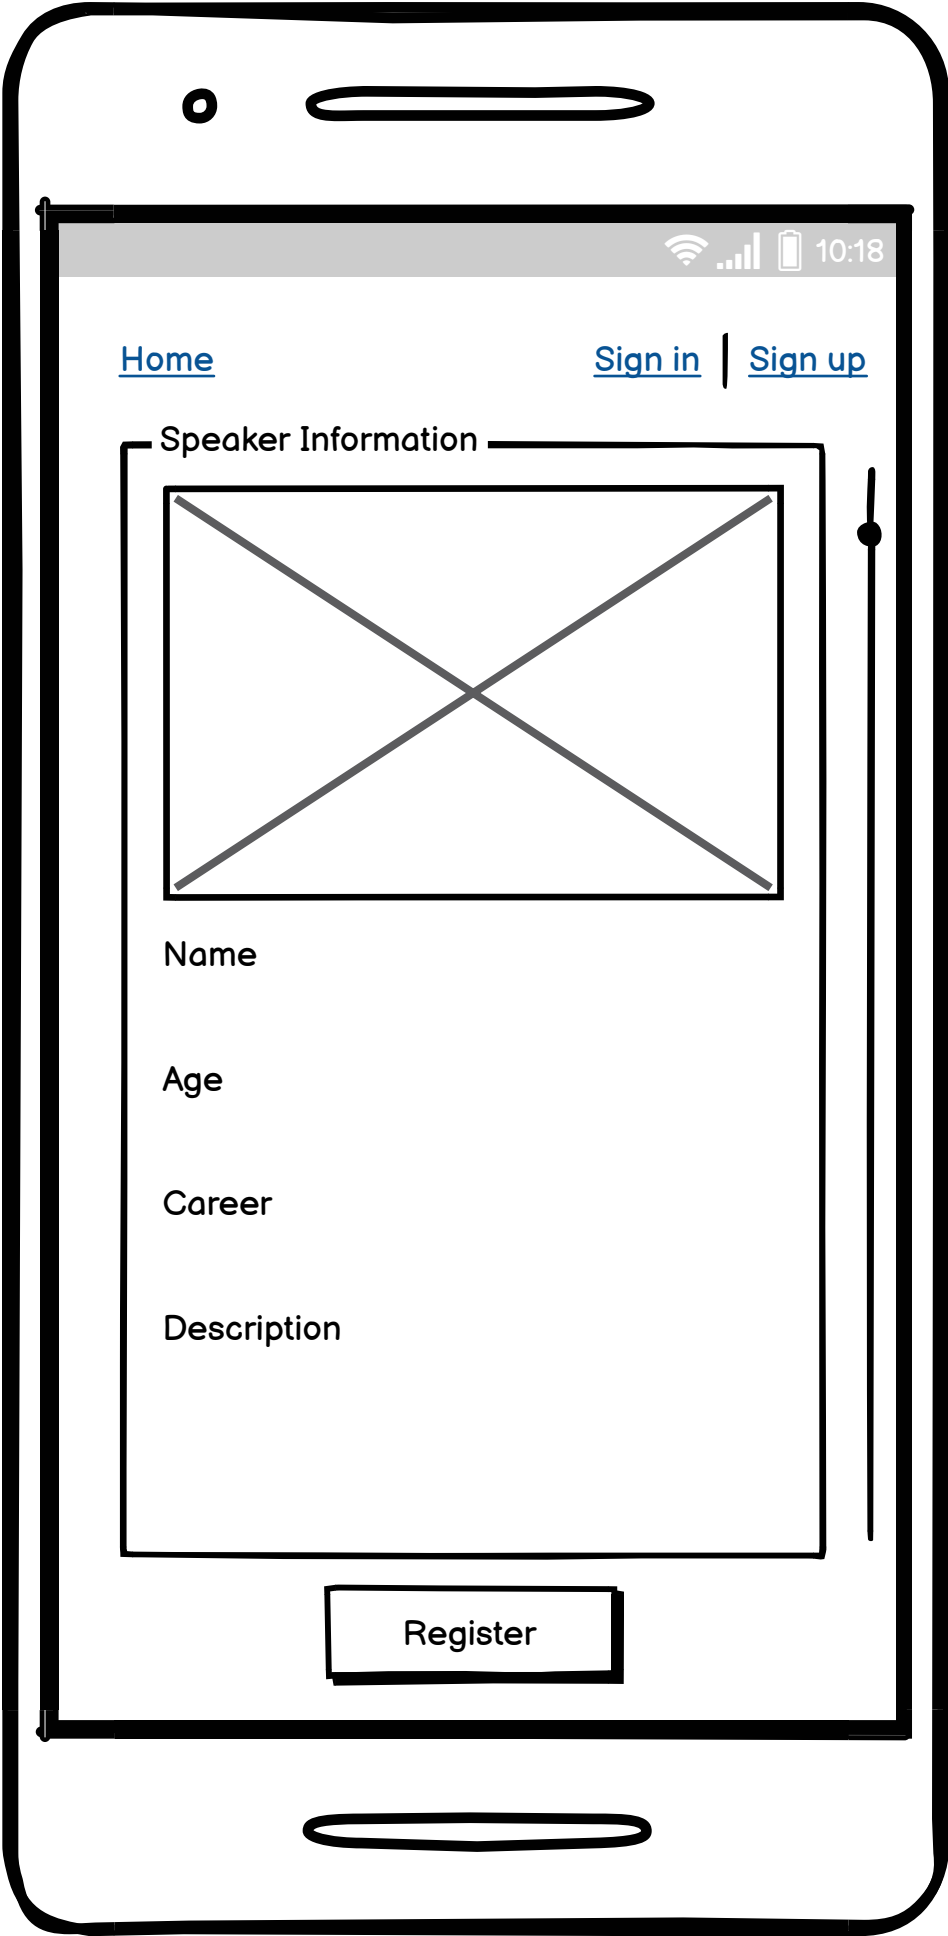 10:18
Home Sign in Sign up
Speaker Information
Name
Age
Career
Description
Register